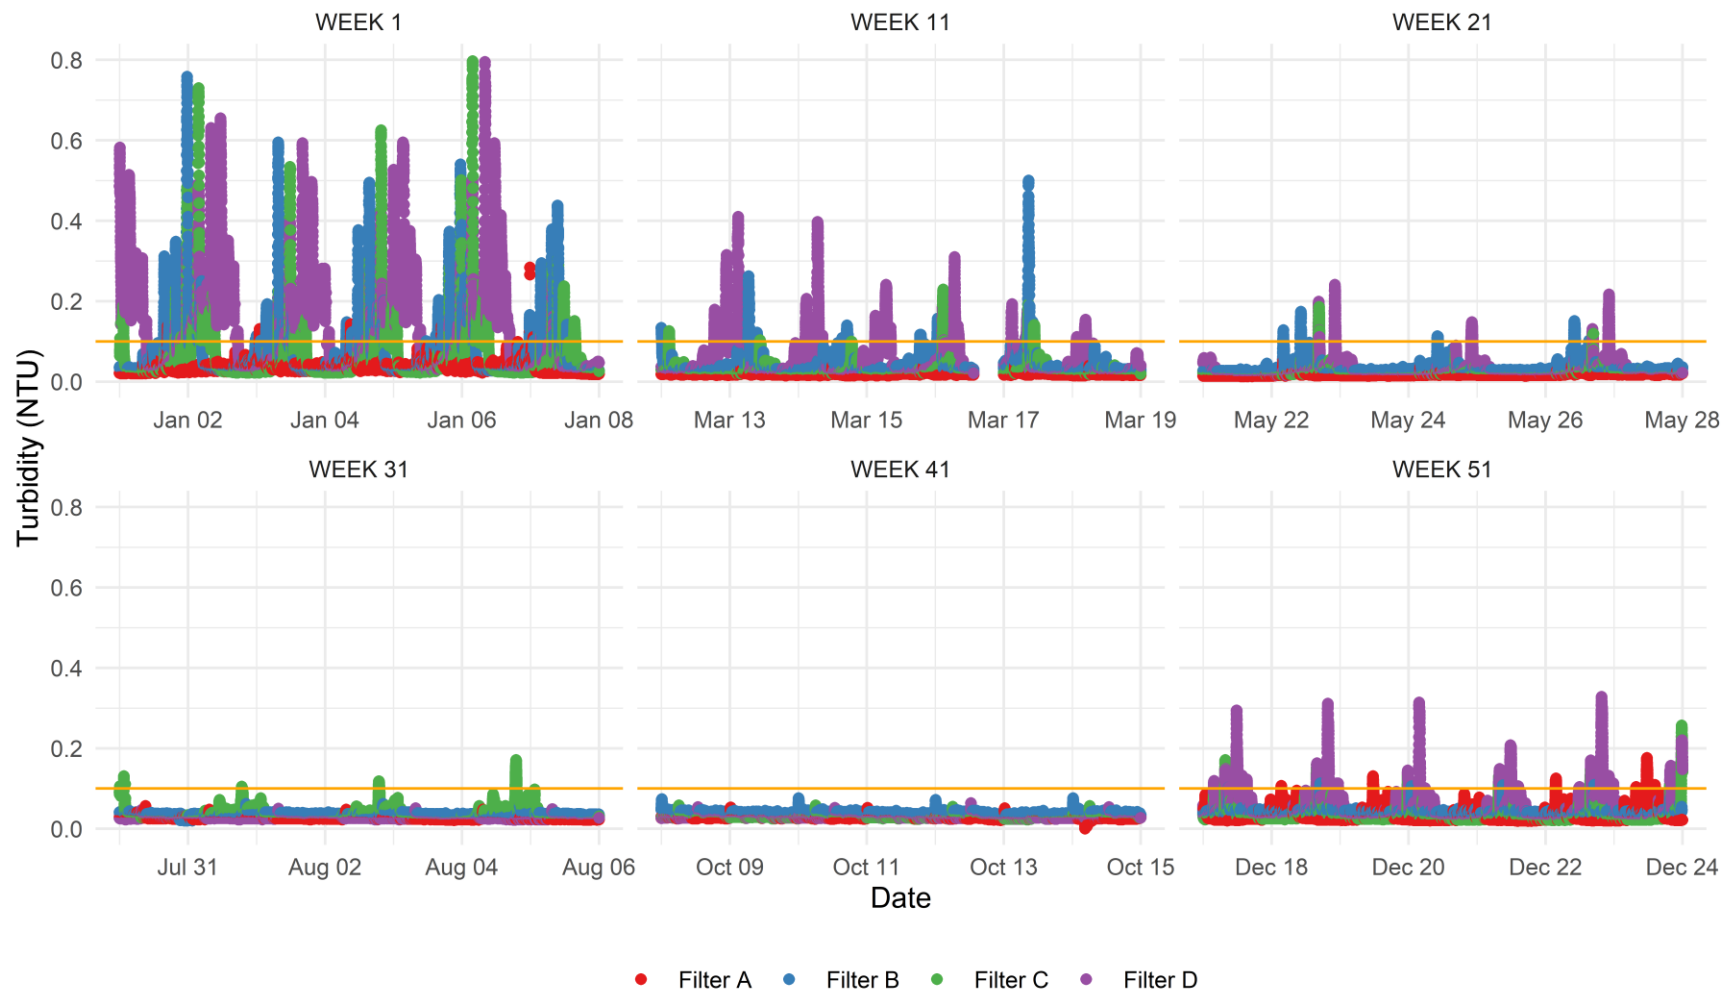 WEEK 1 WEEK 11 WEEK 21
0.8
0.6
0.4
0.2
0.0
Jan 02 Jan 04 Jan 06 Jan 08 Mar 13 Mar 15 Mar 17 Mar 19 May 22 May 24 May 26 May 28
Turbidity (NTU)
WEEK 31 WEEK 41 WEEK 51
0.8
0.6
0.4
0.2
0.0
Jul 31 Aug 02 Aug 04 Aug 06 Oct 09 Oct 11 Oct 13 Oct 15 Dec 18 Dec 20 Dec 22 Dec 24
Date
Filter A Filter B Filter C Filter D